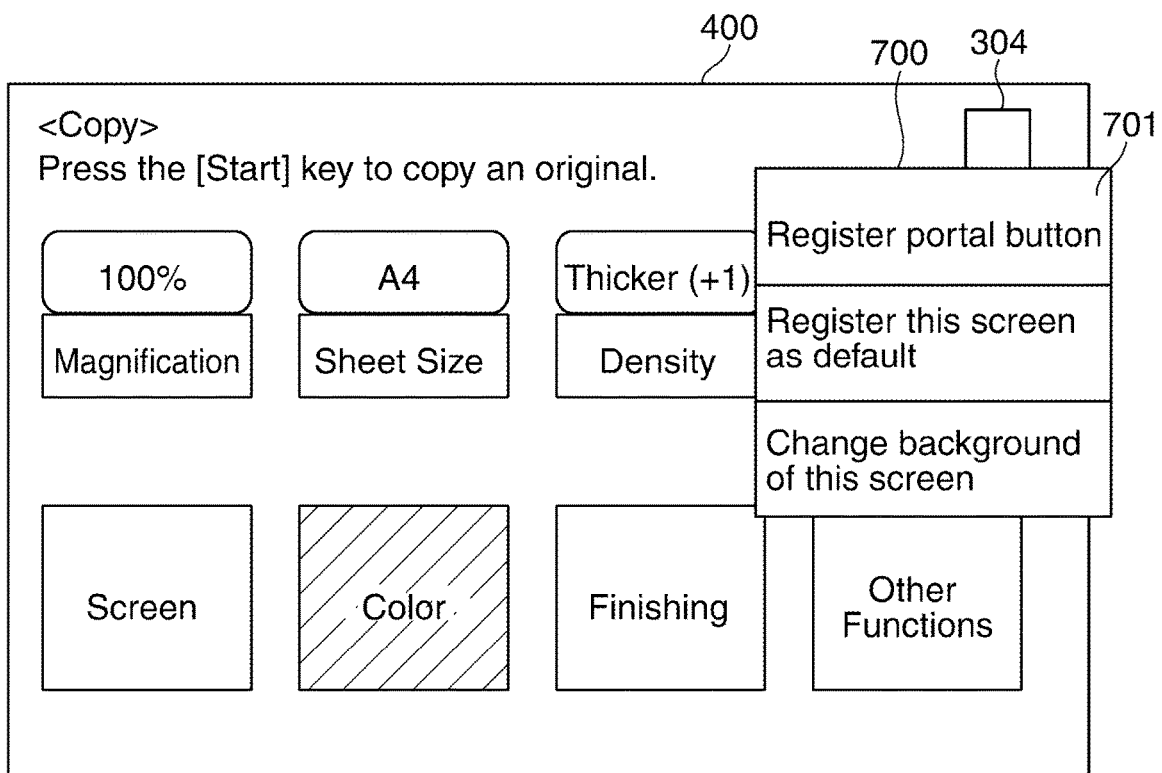 400
700
304
701
<Copy>
Press the [Start] key to copy an original.
Register portal button
100%
A4
Thicker (+1)
Register this screen
as default
Magnification
Sheet Size
Density
Change background
of this screen
Screen
Color
Finishing
Other
Functions